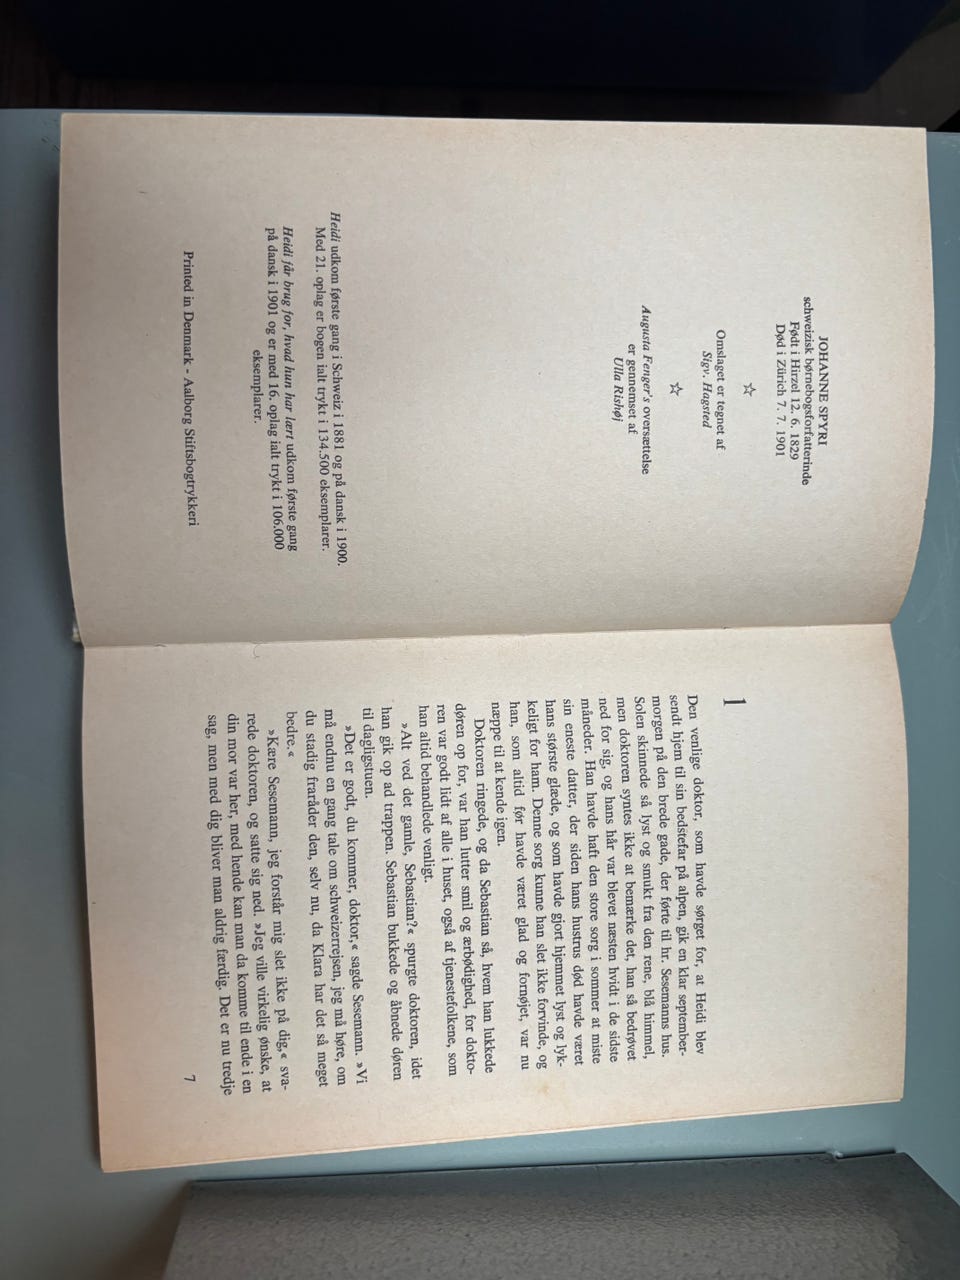 JOHANNE SPYRI
schweizisk børnebogsforfatterinde
Født i Hirzel 12. 6. 1829
Død i Zürich 7. 7. 1901
☆
Omslaget er tegnet af
Sigv. Hagsted
☆
Augusta Fenger's oversættelse
er gennemset af
Ulla Rishøj
Heidi udkom første gang i Schweiz i 1881 og på dansk i 1900.
Med 21. oplag er bogen ialt trykt i 134.500 eksemplarer.
Heidi får brug for, hvad hun har lært udkom første gang
på dansk i 1901 og er med 16. oplag ialt trykt i 106.000
eksemplarer.
Printed in Denmark - Aalborg Stiftsbogtrykkeri
1
Den venlige doktor, som havde sørget for, at Heidi blev
sendt hjem til sin bedstefar på alpen, gik en klar september-
morgen på den brede gade, der førte til hr. Sesemanns hus.
Solen skinnede så lyst og smukt fra den rene, blå himmel,
men doktoren syntes ikke at bemærke det, han så bedrøvet
ned for sig, og hans hår var blevet næsten hvidt i de sidste
måneder. Han havde haft den store sorg i sommer at miste
sin eneste datter, der siden hans hustrus død havde været
hans største glæde, og som havde gjort hjemmet lyst og lyk-
keligt for ham. Denne sorg kunne han slet ikke forvinde, og
han, som altid før havde været glad og fornøjet, var nu
næppe til at kende igen.
Doktoren ringede, og da Sebastian så, hvem han lukkede
døren op for, var han lutter smil og ærbødighed, for dokto-
ren var godt lidt af alle i huset, også af tjenestefolkene, som
han altid behandlede venligt.
»Alt ved det gamle, Sebastian?« spurgte doktoren, idet
han gik op ad trappen. Sebastian bukkede og åbnede døren
til dagligstuen.
»Det er godt, du kommer, doktor,« sagde Sesemann. »Vi
må endnu en gang tale om schweizerrejsen, jeg må høre, om
du stadig fraråder den, selv nu, da Klara har det så meget
bedre.«
»Kære Sesemann, jeg forstår mig slet ikke på dig,« sva-
rede doktoren, og satte sig ned. »Jeg ville virkelig ønske, at
din mor var her, med hende kan man da komme til ende i en
sag, men med dig bliver man aldrig færdig. Det er nu tredje
7